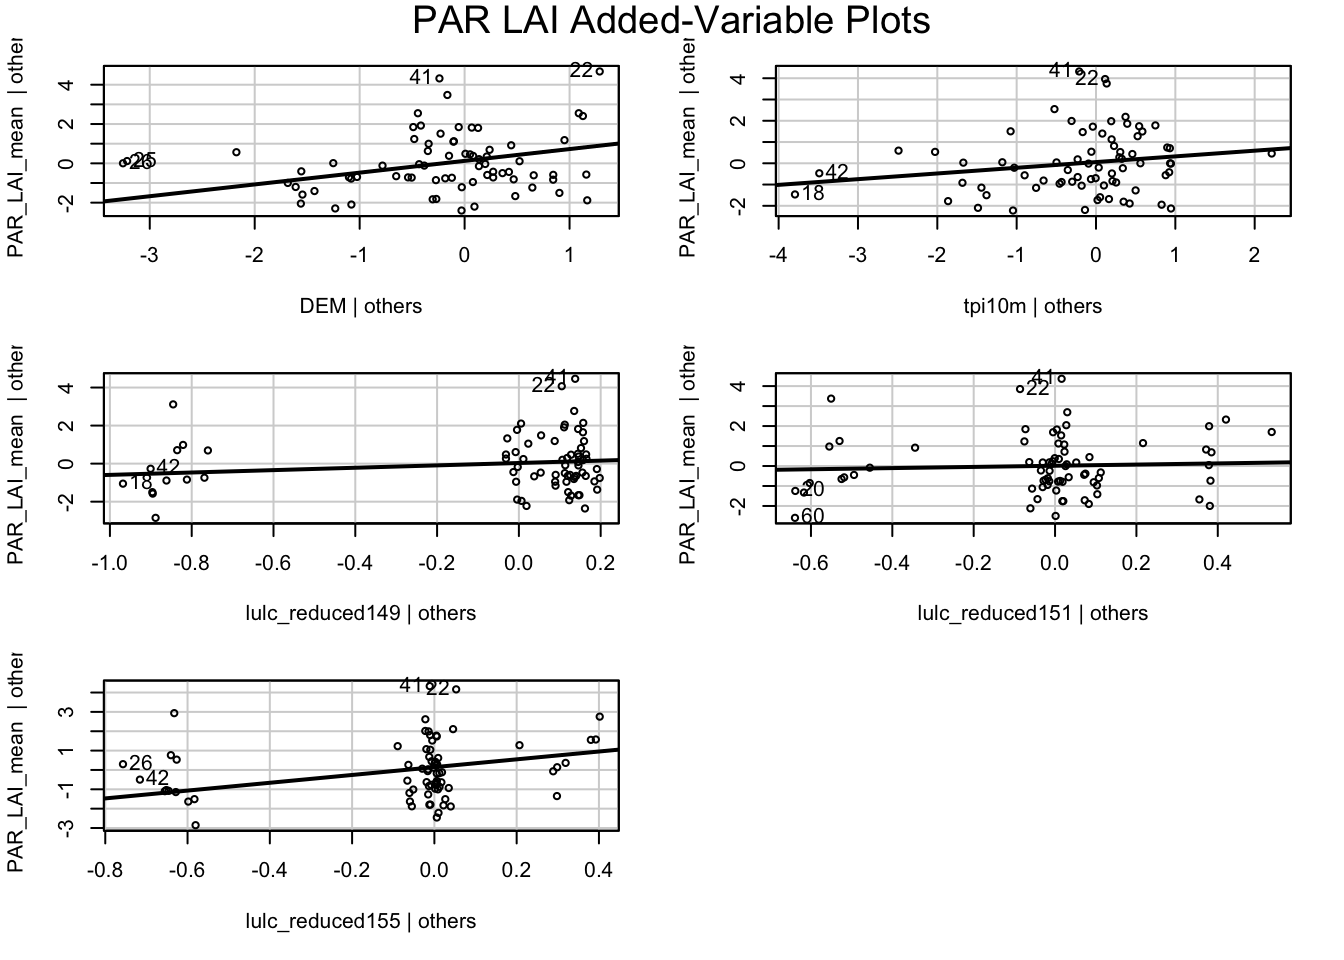 PAR LAI Added-Variable Plots
PAR_LAI_mean | other
-2 0 2 4
41 22 26
-3 -2 -1 0 1
DEM | others
PAR_LAI_mean | other
-2 0 2 4
41 22 42 18
-4 -3 -2 -1 0 1 2
tpi10m | others
PAR_LAI_mean | other
-2 0 2 4
41 22 42
-1.0 -0.8 -0.6 -0.4 -0.2 0.0 0.2
lulc_reduced149 | others
PAR_LAI_mean | other
-2 0 2 4
41 22 20 60
-0.6 -0.4 -0.2 0.0 0.2 0.4
lulc_reduced151 | others
PAR_LAI_mean | other
-3 -1 1 3
41 22 26 42
-0.8 -0.6 -0.4 -0.2 0.0 0.2 0.4
lulc_reduced155 | others